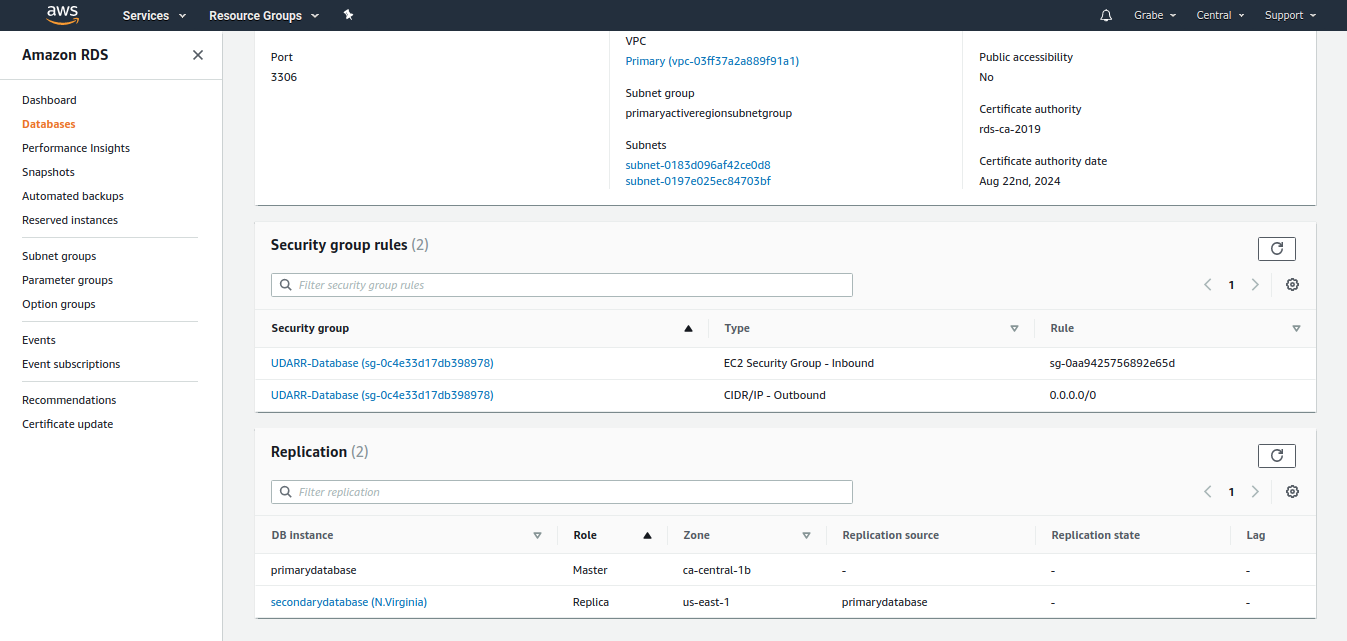 aws
Services
Resource Groups
Grabe
Central
Support
Amazon RDS
Dashboard
Databases
Performance Insights
Snapshots
Automated backups
Reserved instances
Subnet groups
Parameter groups
Option groups
Events
Event subscriptions
Recommendations
Certificate update
Port
3306
VPC
Primary (vpc-03ff37a2a889f91a1)
Subnet group
primaryactiveregionsubnetgroup
Subnets
subnet-0183d096af42ce0d8
subnet-0197e025ec84703bf
Public accessibility
No
Certificate authority
rds-ca-2019
Certificate authority date
Aug 22nd, 2024
Security group rules (2)
Filter security group rules
1
Security group Type Rule
UDARR-Database (sg-0c4e33d17db398978) EC2 Security Group - Inbound sg-0aa9425756892e65d
UDARR-Database (sg-0c4e33d17db398978) CIDR/IP - Outbound 0.0.0.0/0
Replication (2)
Filter replication
1
DB instance Role Zone Replication source Replication state Lag
primarydatabase Master ca-central-1b - - -
secondarydatabase (N.Virginia) Replica us-east-1 primarydatabase - -